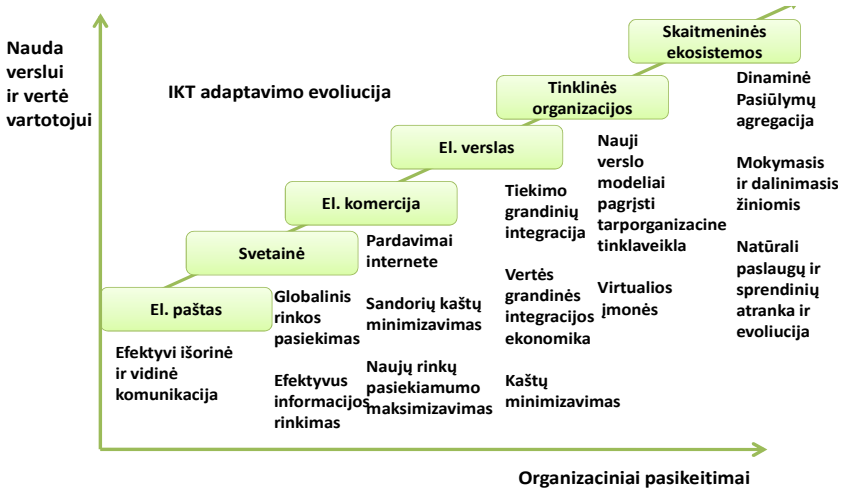 Nauda
verslui
ir vertė
vartotojui
IKT adaptavimo evoliucija
Skaitmeninės
ekosistemos
Tinklinės
organizacijos
El. verslas
El. komercija
Svetainė
El. paštas
Efektyvi išorinė
ir vidinė
komunikacija
Globalinis
rinkos
pasiekimas
Efektyvus
informacijos
rinkimas
Pardavimai
internete
Sandorių kaštų
minimizavimas
Naujų rinkų
pasiekiamumo
maksimizavimas
Tiekimo
grandinių
integracija
Vertės
grandinės
integracijos
ekonomika
Kaštų
minimizavimas
Nauji
verslo
modeliai
pagrįsti
tarporganizacine
tinklaveikla
Virtualios
įmonės
Dinaminė
Pasiūlymų
agregacija
Mokymasis
ir dalinimasis
žiniomis
Natūrali
paslaugų ir
sprendinių
atranka ir
evoliucija
Organizaciniai pasikeitimai